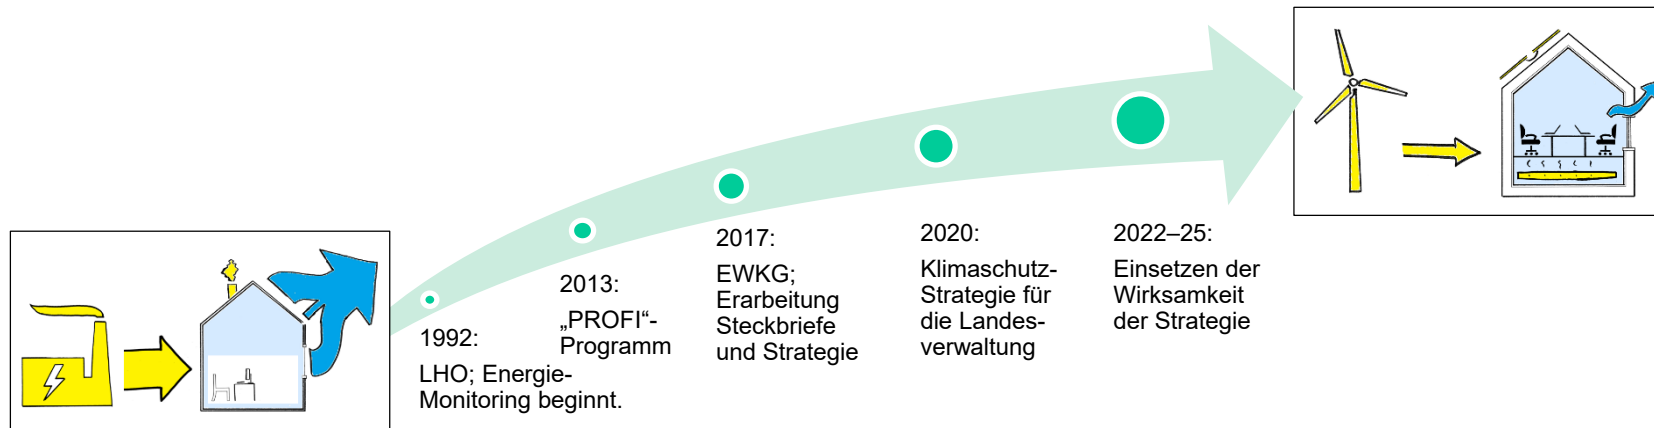 1992:
LHO; Energie-
Monitoring beginnt.
2013:
„PROFI“-
Programm
2017:
EWKG;
Erarbeitung
Steckbriefe
und Strategie
2020:
Klimaschutz-
Strategie für
die Landes-
verwaltung
2022–25:
Einsetzen der
Wirksamkeit
der Strategie